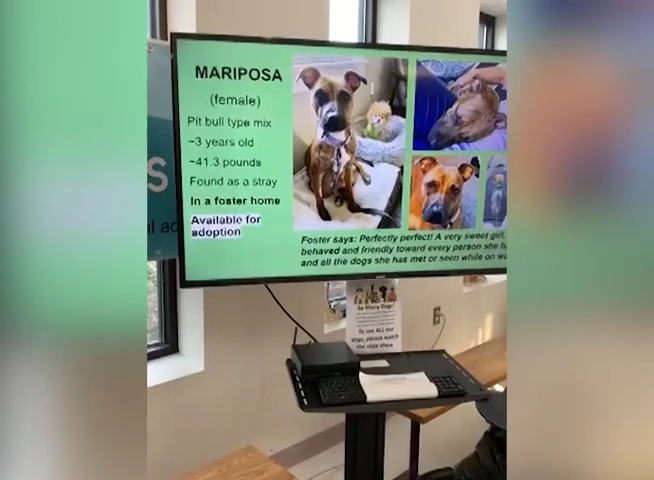 MARIPOSA
(female)
Pit bull type mix
~3 years old
~41.3 pounds
Found as a stray
In a foster home
Available for
adoption
Foster says: Perfectly perfect! A very sweet girl,
behaved and friendly toward every person she h
and all the dogs she has met or seen while on wa
S
al ad
So Many Dogs
To see ALL our
dogs, please watch
the slide show